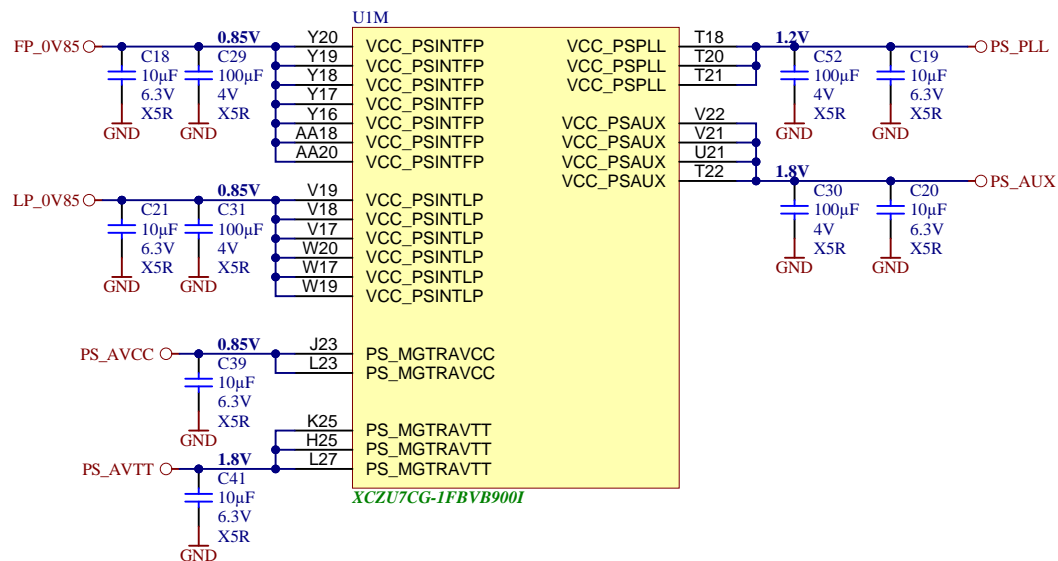 U1M
FP_0V85
0.85V
C18
10µF
6.3V
X5R
GND
C29
100µF
4V
X5R
GND
Y20 VCC_PSINTFP
Y19 VCC_PSINTFP
Y18 VCC_PSINTFP
Y17 VCC_PSINTFP
Y16 VCC_PSINTFP
AA18 VCC_PSINTFP
AA20 VCC_PSINTFP
LP_0V85
0.85V
C21
10µF
6.3V
X5R
GND
C31
100µF
4V
X5R
GND
V19 VCC_PSINTLP
V18 VCC_PSINTLP
V17 VCC_PSINTLP
W20 VCC_PSINTLP
W17 VCC_PSINTLP
W19 VCC_PSINTLP
PS_AVCC
0.85V
C39
10µF
6.3V
X5R
GND
J23 PS_MGTRAVCC
L23 PS_MGTRAVCC
PS_AVTT
1.8V
C41
10µF
6.3V
X5R
GND
K25 PS_MGTRAVTT
H25 PS_MGTRAVTT
L27 PS_MGTRAVTT
VCC_PSPLL T18
VCC_PSPLL T20
VCC_PSPLL T21
1.2V
PS_PLL
C52
100µF
4V
X5R
GND
C19
10µF
6.3V
X5R
GND
VCC_PSAUX V22
VCC_PSAUX V21
VCC_PSAUX U21
VCC_PSAUX T22
1.8V
PS_AUX
C30
100µF
4V
X5R
GND
C20
10µF
6.3V
X5R
GND
XCZU7CG-1FBVB900I